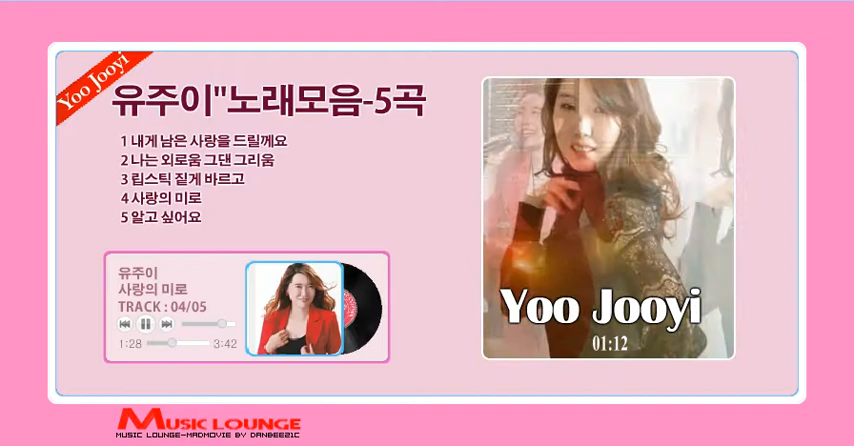 Yoo Jooyi
유주이"노래모음-5곡
1 내게 남은 사랑을 드릴께요
2 나는 외로움 그댄 그리움
3 립스틱 짙게 바르고
4 사랑의 미로
5 알고 싶어요
유주이
사랑의 미로
TRACK : 04/05
1:28 3:42
Yoo Jooyi
01:12
MUSIC LOUNGE
MUSIC LOUNGE-MADMOVIE BY DANBEE21C